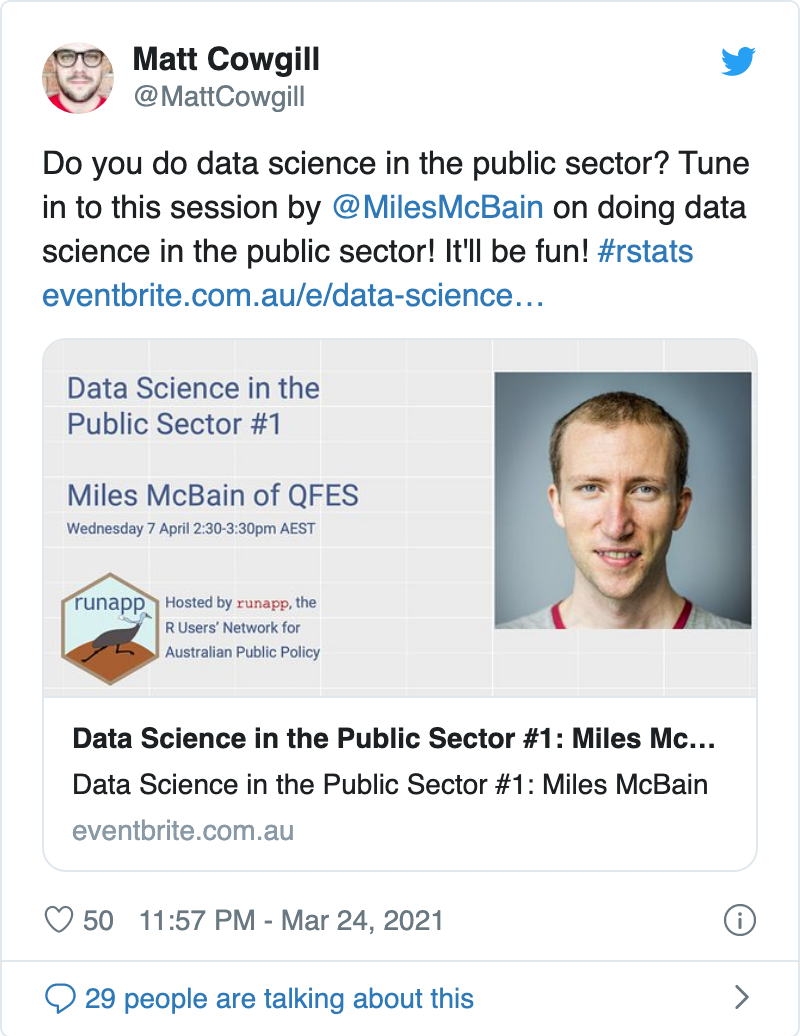 Matt Cowgill
@MattCowgill
Do you do data science in the public sector? Tune
in to this session by @MilesMcBain on doing data
science in the public sector! It'll be fun! #rstats
eventbrite.com.au/e/data-science…
Data Science in the
Public Sector #1
Miles McBain of QFES
Wednesday 7 April 2:30-3:30pm AEST
runapp
Hosted by runapp, the
R Users’ Network for
Australian Public Policy
Data Science in the Public Sector #1: Miles Mc…
Data Science in the Public Sector #1: Miles McBain
eventbrite.com.au
50 11:57 PM - Mar 24, 2021
29 people are talking about this